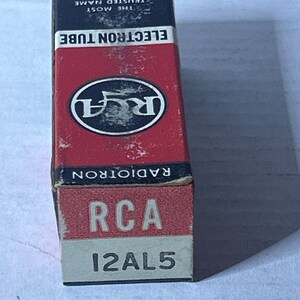 THE MOST
TRUSTED NAME
ELECTRON TUBE
RCA
RADIOTRON
RCA
12AL5